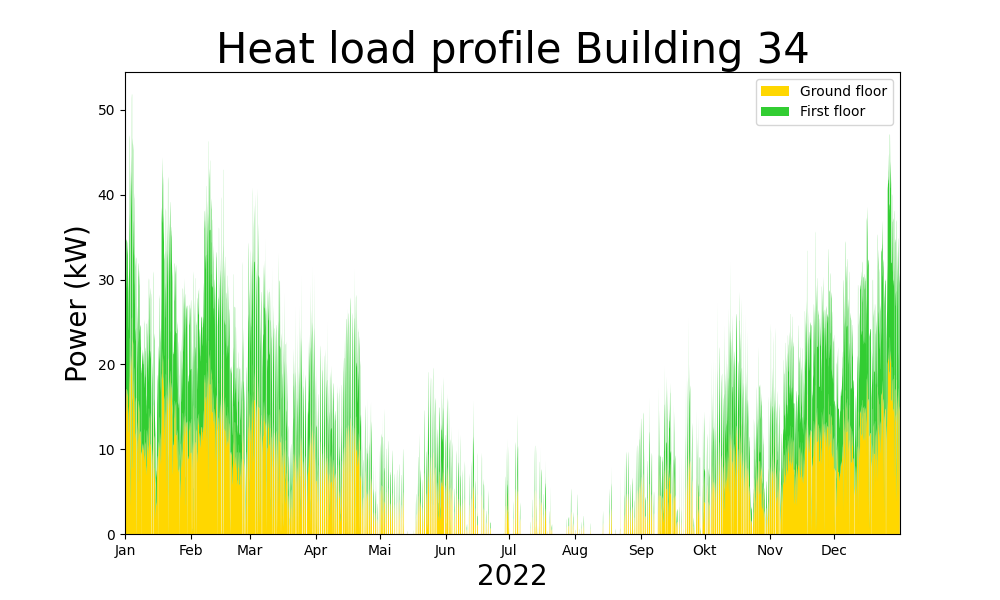 Heat load profile Building 34
Ground floor
First floor
50
40
30
20
10
0
Power (kW)
Jan Feb Mar Apr Mai Jun Jul Aug Sep Okt Nov Dec
2022